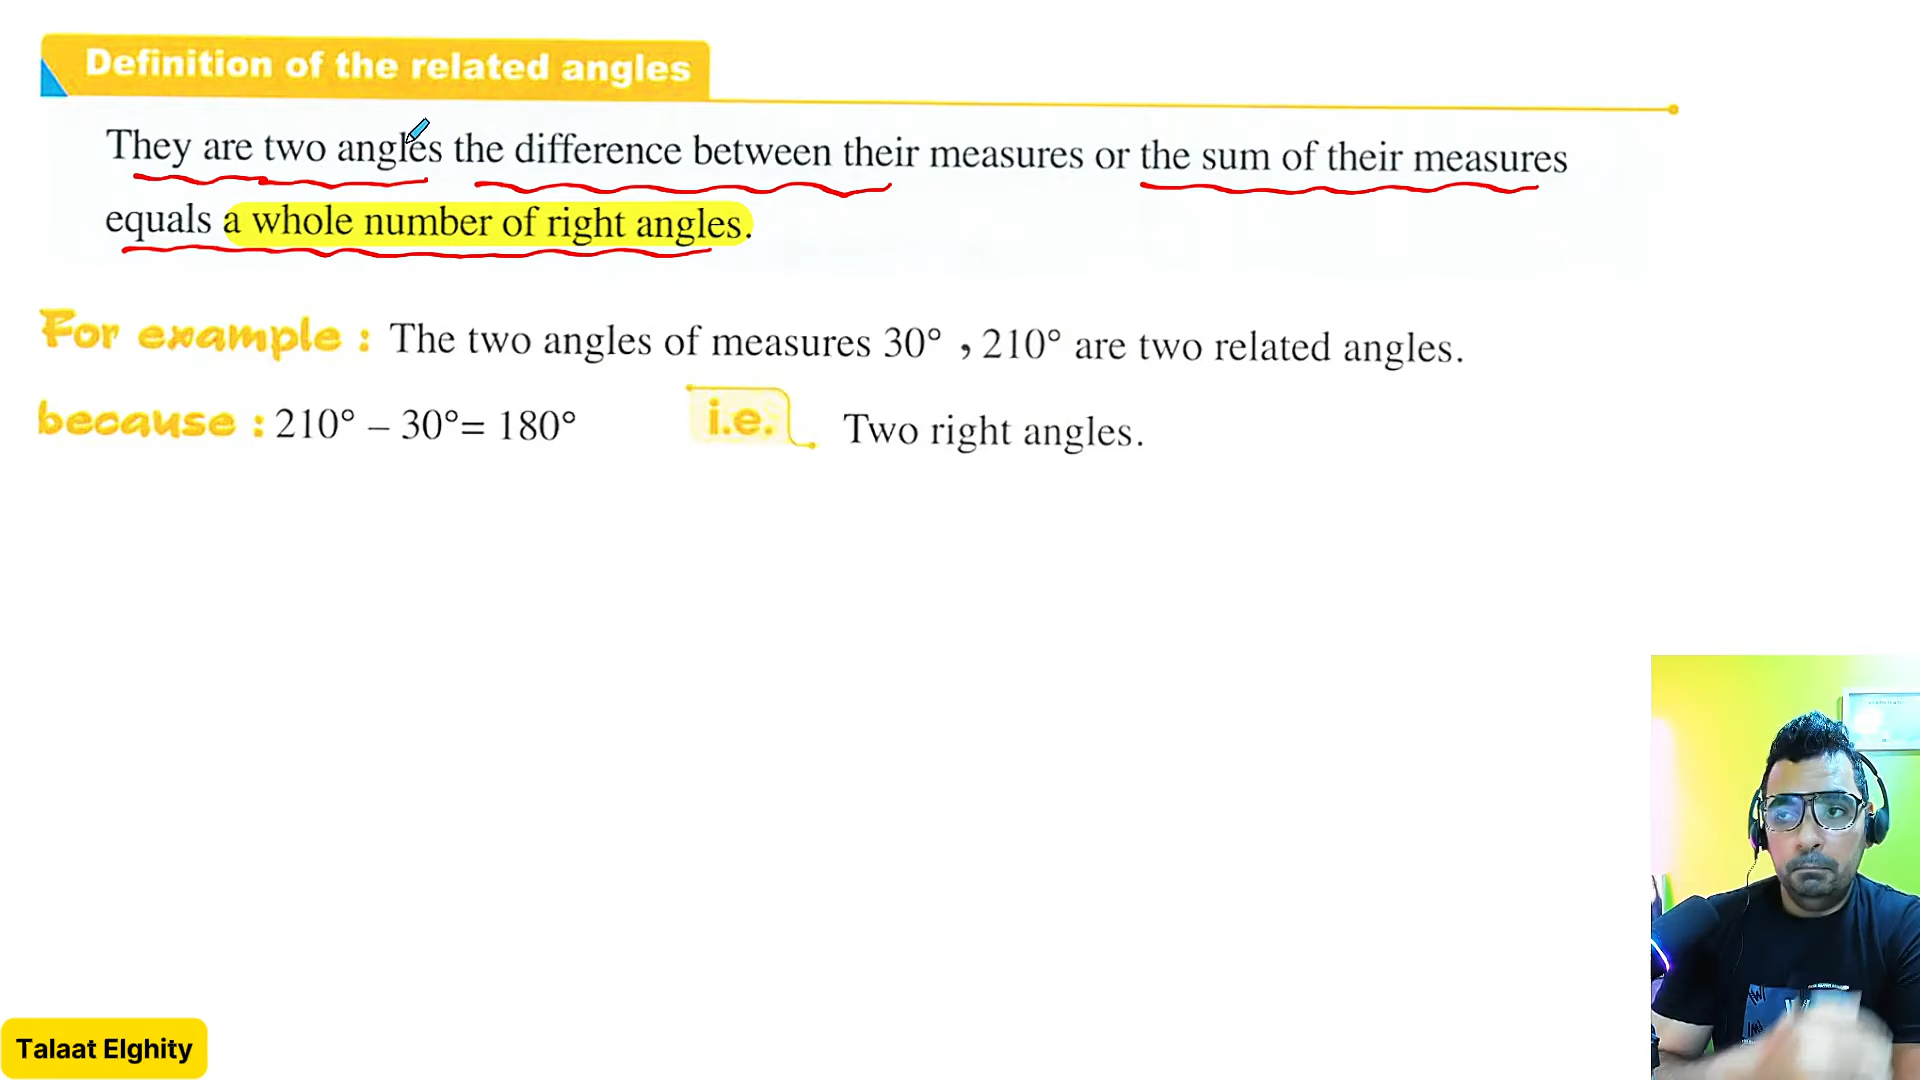 Definition of the related angles
They are two angles the difference between their measures or the sum of their measures
equals a whole number of right angles.
For example : The two angles of measures 30° , 210° are two related angles.
because : 210° – 30°= 180° i.e. Two right angles.
Talaat Elghity